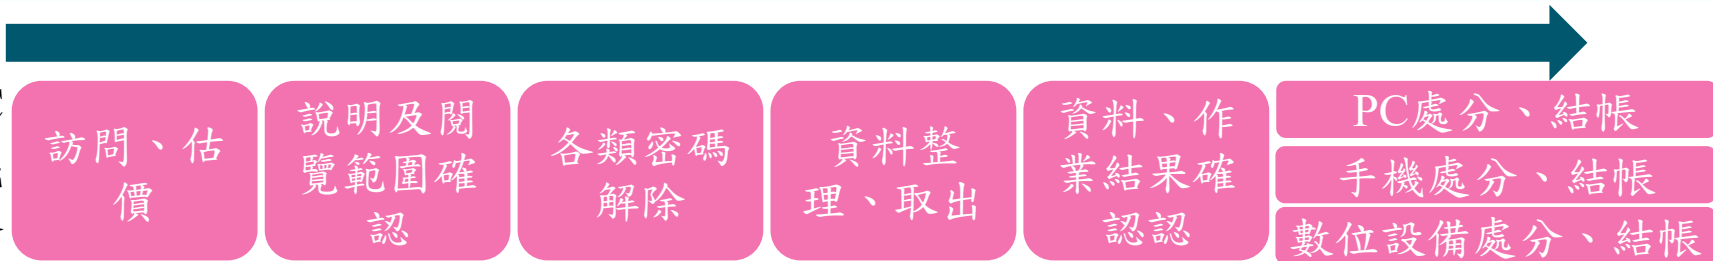 訪問、估
價
說明及閱
覽範圍確
認
各類密碼
解除
資料整
理、取出
資料、作
業結果確
認認
PC處分、結帳
手機處分、結帳
數位設備處分、結帳